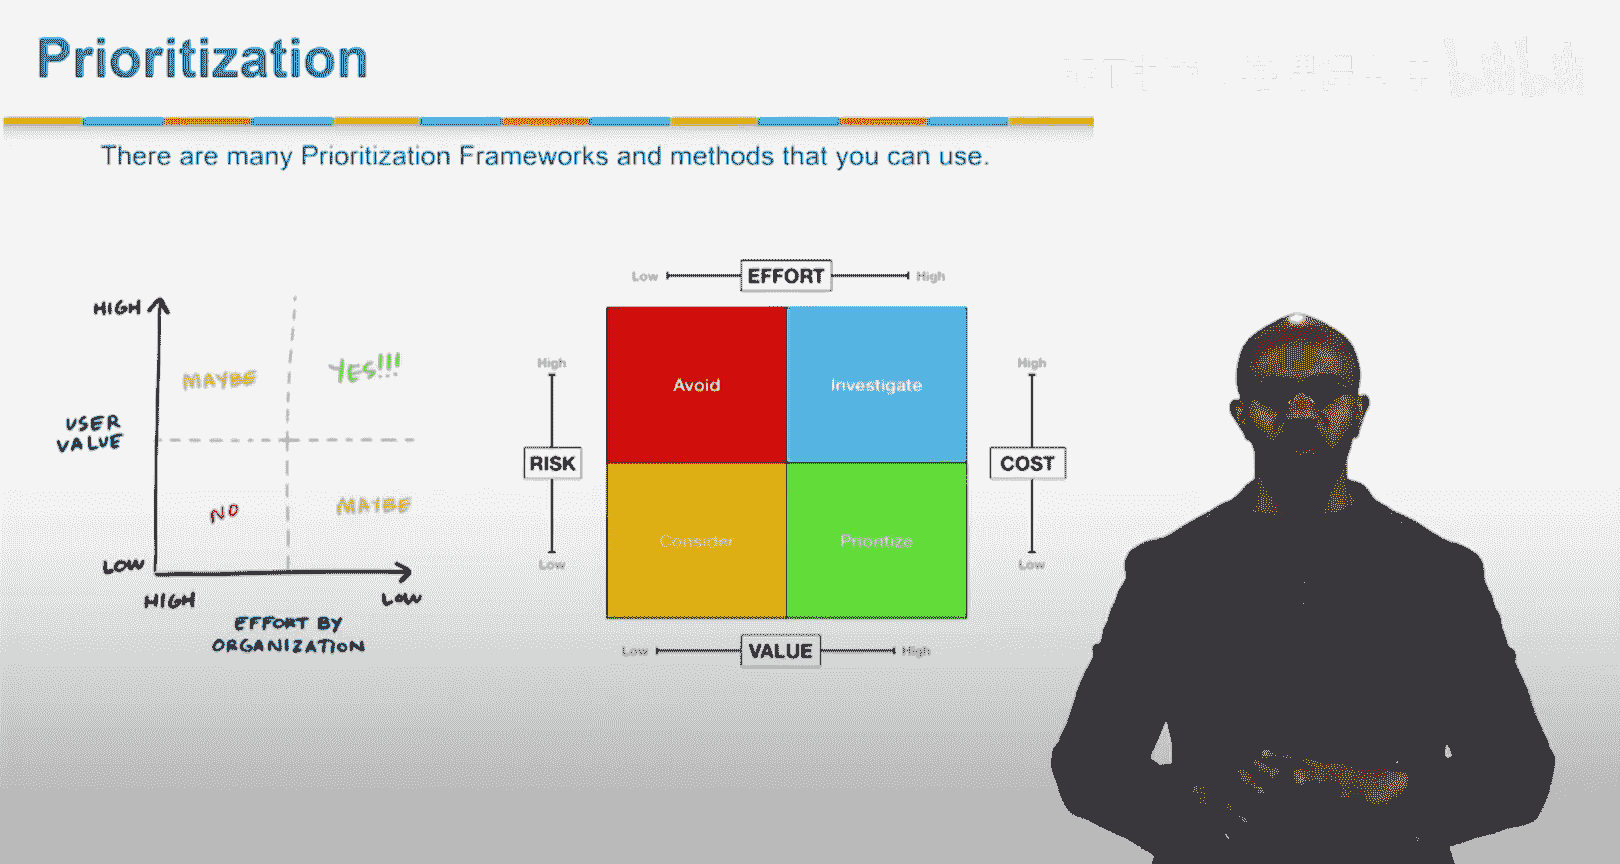 Prioritization
There are many Prioritization Frameworks and methods that you can use.
HIGH
MAYBE
YES!!!
USER
VALUE
NO
MAYBE
LOW
HIGH
LOW
EFFORT BY
ORGANIZATION
Low
EFFORT
High
High
RISK
Low
Avoid
Investigate
Consider
Prioritize
High
COST
Low
Low
VALUE
High